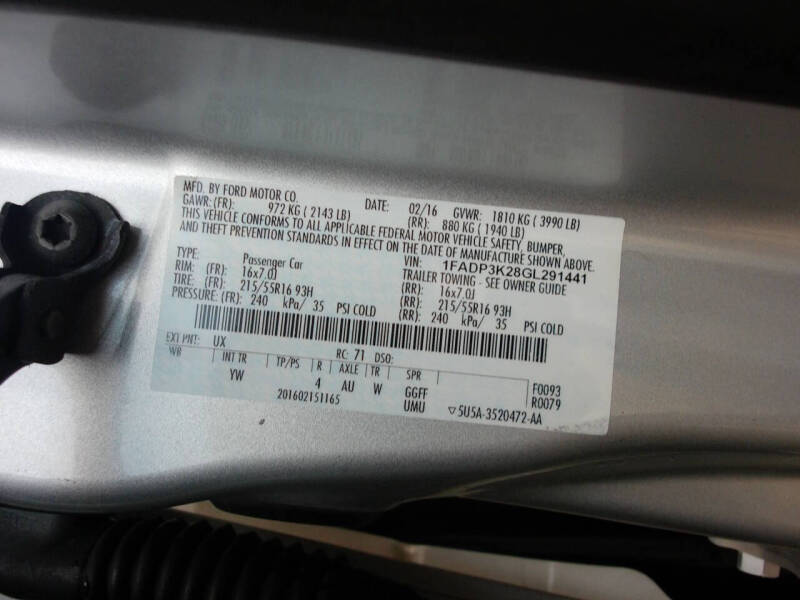 MFD. BY FORD MOTOR CO. DATE: 02/16 GVWR: 1810 KG ( 3990 LB)
GAWR: (FR): 972 KG ( 2143 LB) (RR): 880 KG ( 1940 LB)
THIS VEHICLE CONFORMS TO ALL APPLICABLE FEDERAL MOTOR VEHICLE SAFETY, BUMPER,
AND THEFT PREVENTION STANDARDS IN EFFECT ON THE DATE OF MANUFACTURE SHOWN ABOVE.
VIN: 1FADP3K28GL291441
TYPE: Passenger Car TRAILER TOWING - SEE OWNER GUIDE
RIM: (FR): 16x7.0J (RR): 16x7.0J
TIRE: (FR): 215/55R16 93H (RR): 215/55R16 93H
PRESSURE: (FR): 240 kPa/ 35 PSI COLD (RR): 240 kPa/ 35 PSI COLD
EXT PNT: UX RC: 71 DSO:
WB INT TR TP/PS R AXLE TR SPR
YW 4 AU W GGFF F0093
UMU R0079
201602151165 ▽5U5A-3520472-AA